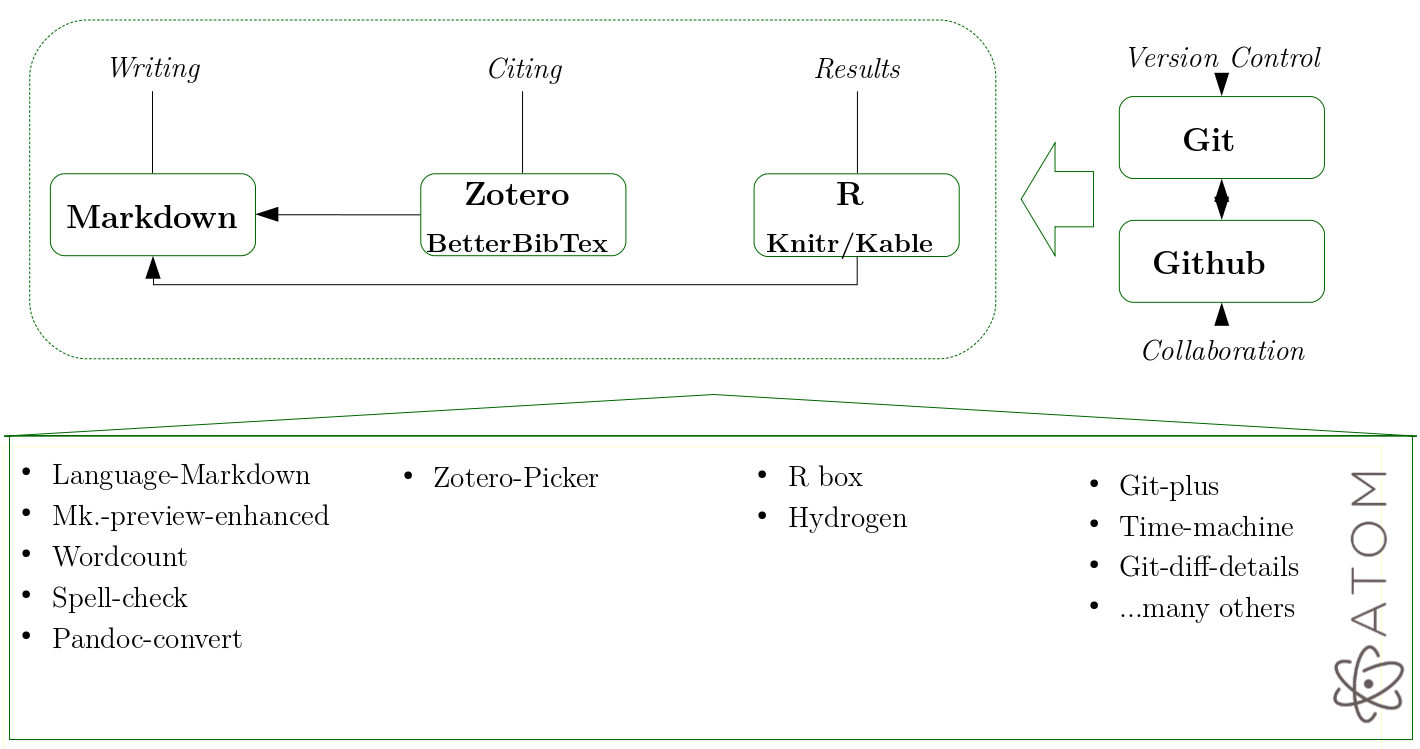 Writing
Citing
Results
Version Control
Markdown
Zotero
BetterBibTex
R
Knitr/Kable
Git
Github
Collaboration
• Language-Markdown
• Mk.-preview-enhanced
• Wordcount
• Spell-check
• Pandoc-convert
• Zotero-Picker
• R box
• Hydrogen
• Git-plus
• Time-machine
• Git-diff-details
• ...many others
ATOM